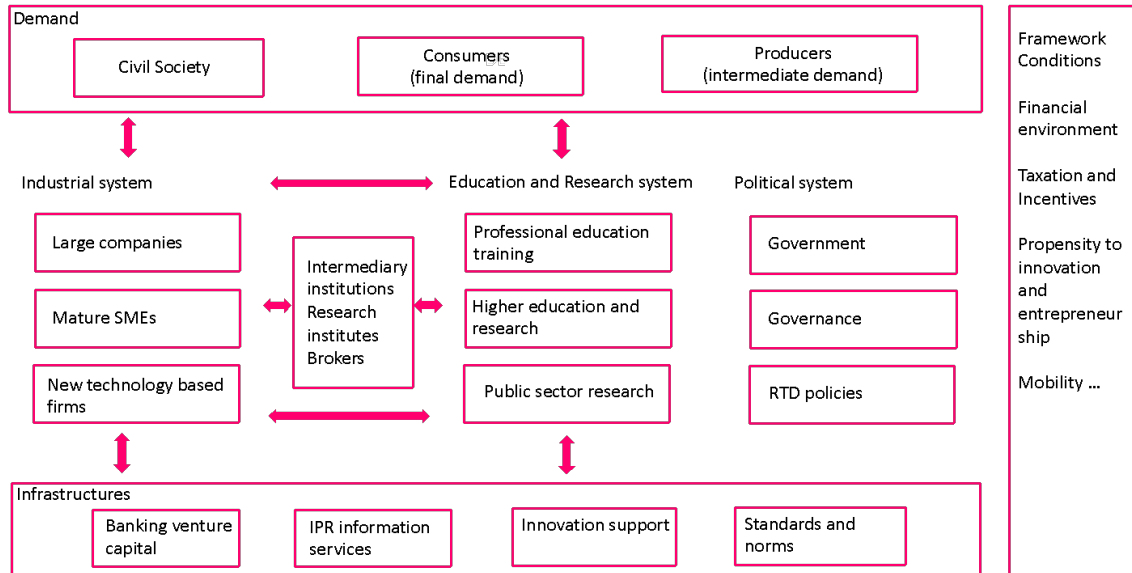 Demand
Civil Society
Consumers
(final demand)
Producers
(intermediate demand)
Industrial system
Education and Research system
Political system
Large companies
Mature SMEs
New technology based
firms
Intermediary
institutions
Research
institutes
Brokers
Professional education
training
Higher education and
research
Public sector research
Government
Governance
RTD policies
Infrastructures
Banking venture
capital
IPR information
services
Innovation support
Standards and
norms
Framework
Conditions
Financial
environment
Taxation and
Incentives
Propensity to
innovation
and
entrepreneur
ship
Mobility ...